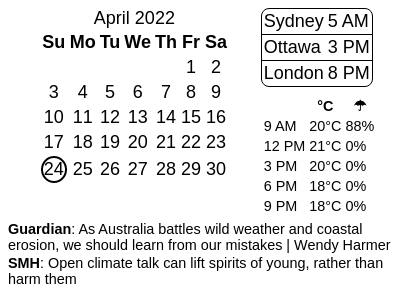 April 2022
Su Mo Tu We Th Fr Sa
1 2
3 4 5 6 7 8 9
10 11 12 13 14 15 16
17 18 19 20 21 22 23
24 25 26 27 28 29 30
Sydney 5 AM
Ottawa 3 PM
London 8 PM
°C ☂
9 AM 20°C 88%
12 PM 21°C 0%
3 PM 20°C 0%
6 PM 18°C 0%
9 PM 18°C 0%
Guardian: As Australia battles wild weather and coastal
erosion, we should learn from our mistakes | Wendy Harmer
SMH: Open climate talk can lift spirits of young, rather than
harm them